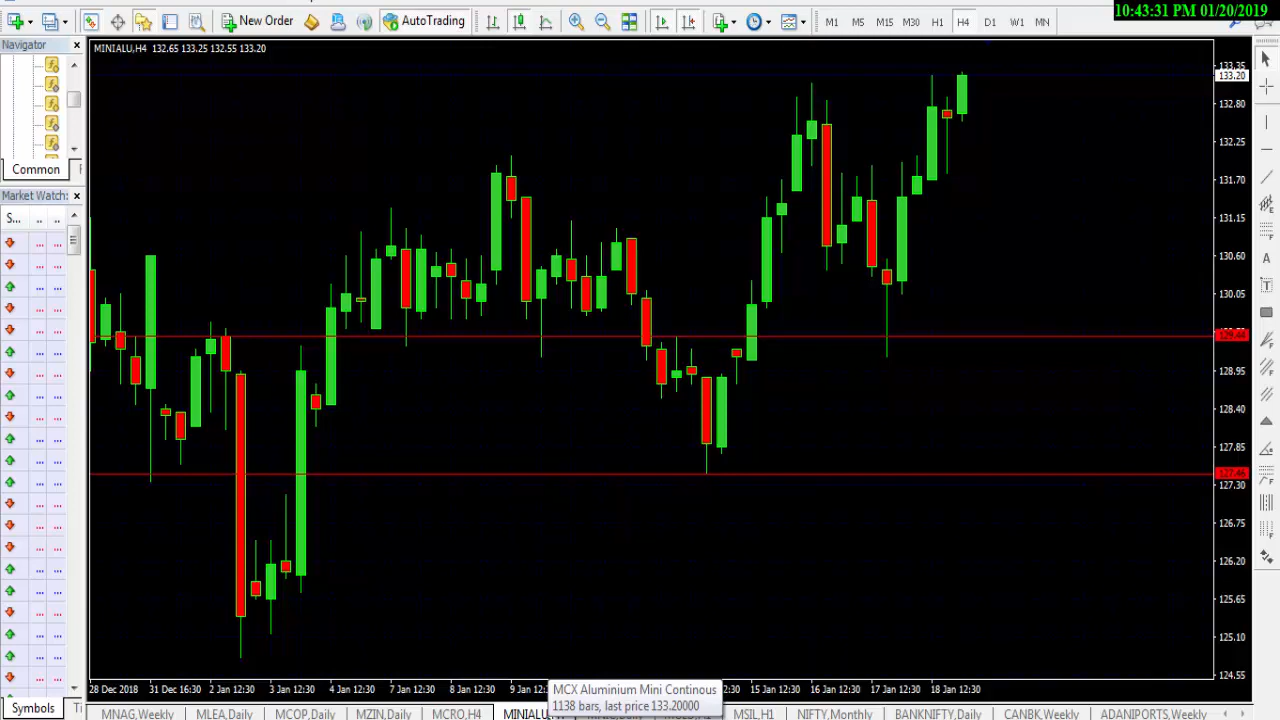 10:43:31 PM 01/20/2019
New Order
AutoTrading
M1
M5
M15
M30
H1
H4
D1
W1
MN
Navigator
Common
Market Watch:
S...
Symbols
MINIALU,H4 132.65 133.25 132.55 133.20
133.35
133.20
132.80
132.25
131.70
131.15
130.60
130.05
129.44
128.95
128.40
127.85
127.46
127.30
126.75
126.20
125.65
125.10
124.55
28 Dec 2018
31 Dec 16:30
2 Jan 12:30
3 Jan 12:30
4 Jan 12:30
7 Jan 12:30
8 Jan 12:30
15 Jan 12:30
16 Jan 12:30
17 Jan 12:30
18 Jan 12:30
MCX Aluminium Mini Continous
1138 bars, last price 133.20000
MNAG,Weekly
MLEA,Daily
MCOP,Daily
MZIN,Daily
MCRO,H4
MSIL,H1
NIFTY,Monthly
BANKNIFTY,Daily
CANBK,Weekly
ADANIPORTS,Weekly